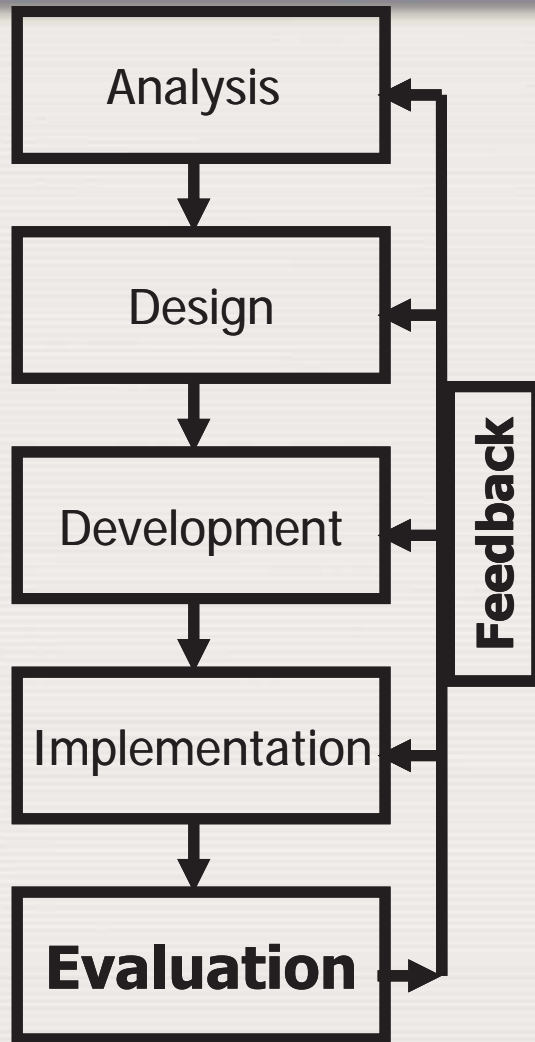 Analysis
Design
Development
Implementation
Evaluation
Feedback